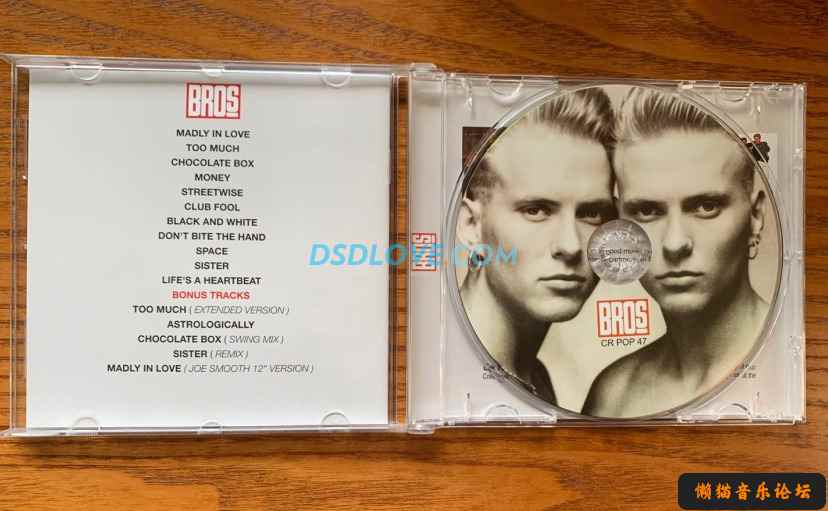 BROS
MADLY IN LOVE
TOO MUCH
CHOCOLATE BOX
MONEY
STREETWISE
CLUB FOOL
BLACK AND WHITE
DON'T BITE THE HAND
SPACE
SISTER
LIFE'S A HEARTBEAT
BONUS TRACKS
TOO MUCH ( EXTENDED VERSION )
ASTROLOGICALLY
CHOCOLATE BOX ( SWING MIX )
SISTER ( REMIX )
MADLY IN LOVE ( JOE SMOOTH 12" VERSION )
DSDLOVE.COM
BROS
BROS
CR POP 47
懒猫音乐论坛